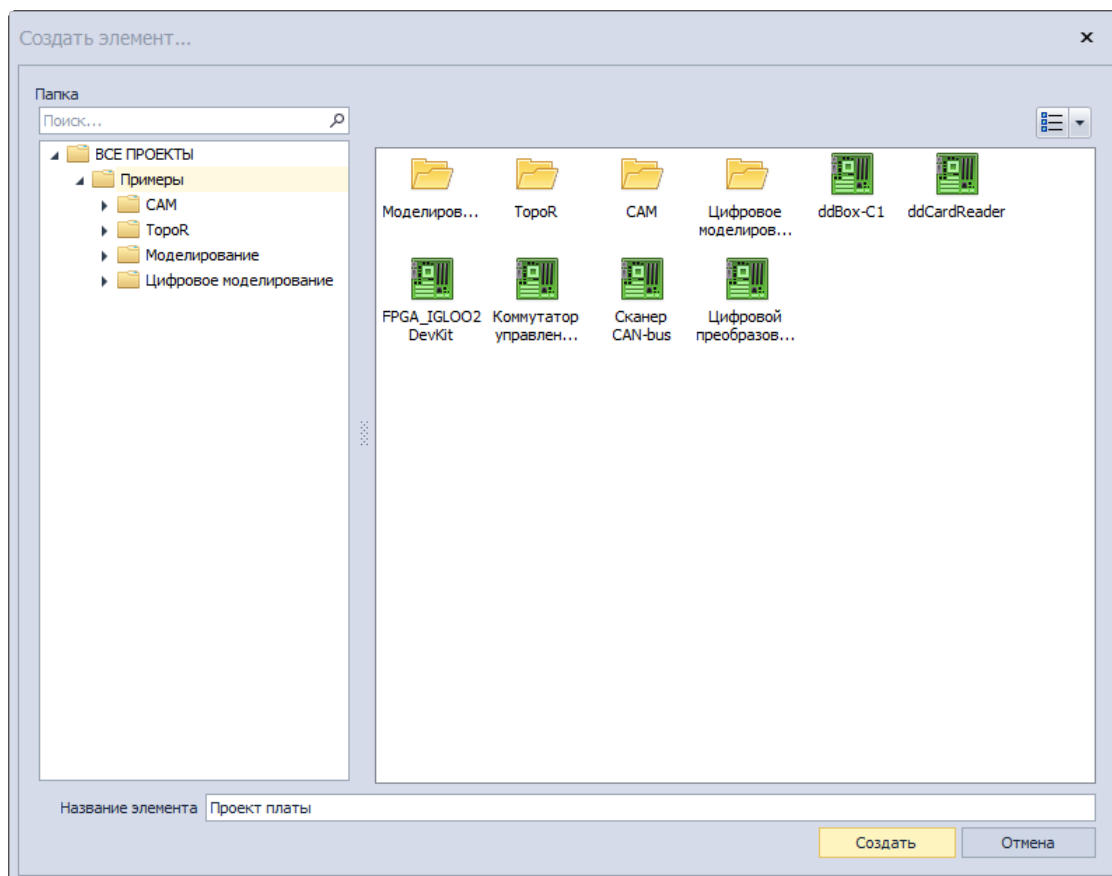 Создать элемент...
Папка
Поиск...
ВСЕ ПРОЕКТЫ
Примеры
CAM
TopoR
Моделирование
Цифровое моделирование
Моделиров...
TopoR
CAM
Цифровое
моделиров...
ddBox-C1
ddCardReader
FPGA_IGLOO2
DevKit
Коммутатор
управлен...
Сканер
CAN-bus
Цифровой
преобразов...
Название элемента
Проект платы
Создать
Отмена